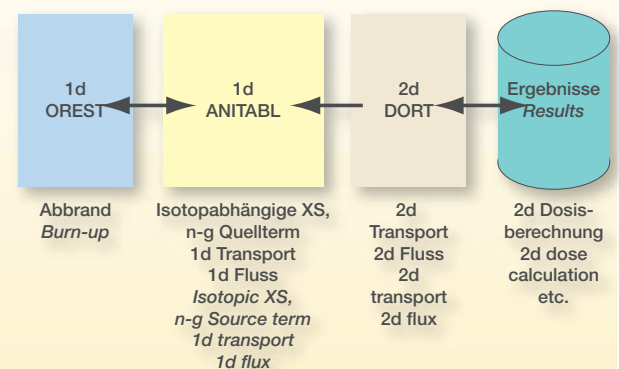 1d
OREST
1d
ANITABL
2d
DORT
Ergebnisse
Results
Abbrand
Burn-up
Isotopabhängige XS,
n-g Quellterm
1d Transport
1d Fluss
Isotopic XS,
n-g Source term
1d transport
1d flux
2d
Transport
2d Fluss
2d
transport
2d flux
2d Dosis-
berechnung
2d dose
calculation
etc.